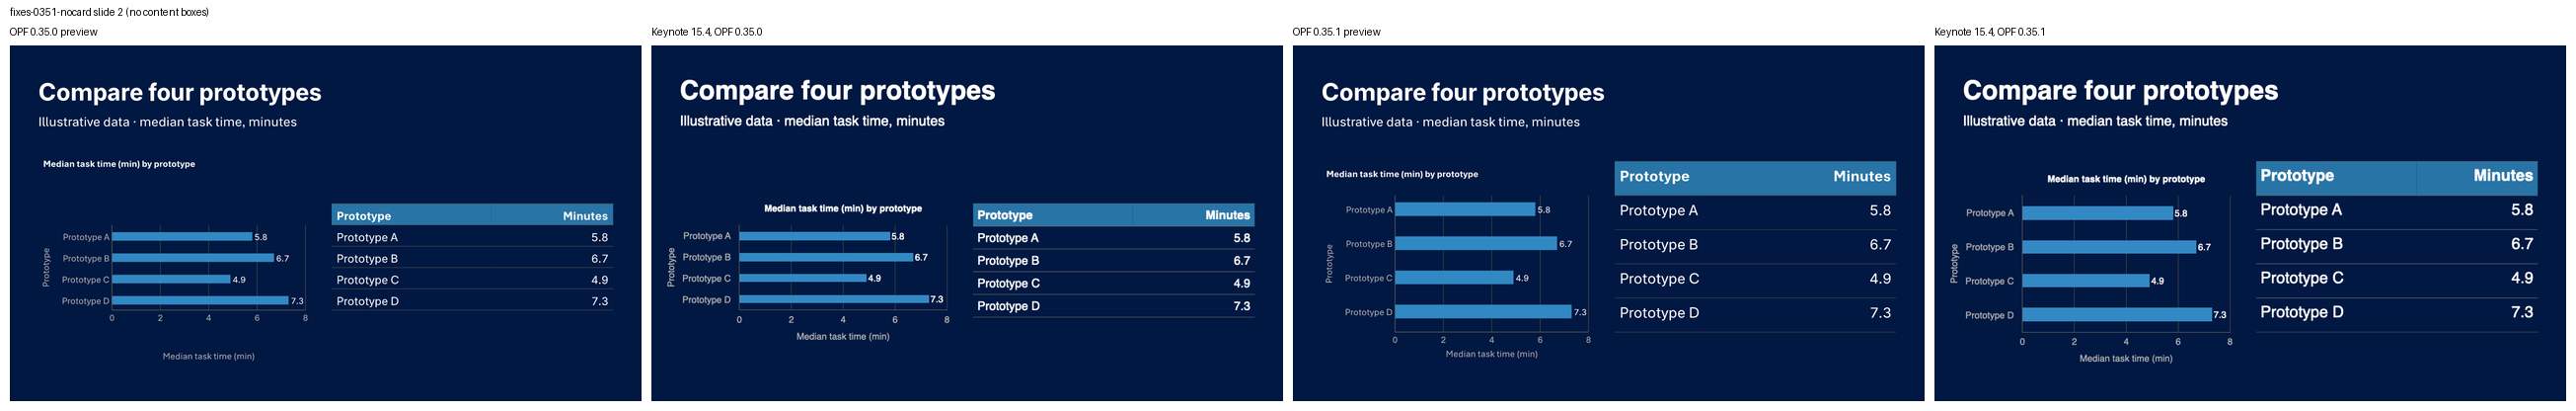 fixes-0351-nocard slide 2 (no content boxes)
OPF 0.35.0 preview
Compare four prototypes
Illustrative data · median task time, minutes
Median task time (min) by prototype
Prototype
Prototype A
5.8
Prototype B
6.7
Prototype C
4.9
Prototype D
7.3
0 2 4 6 8
Median task time (min)
Prototype Minutes
Prototype A 5.8
Prototype B 6.7
Prototype C 4.9
Prototype D 7.3
Keynote 15.4, OPF 0.35.0
Compare four prototypes
Illustrative data · median task time, minutes
Median task time (min) by prototype
Prototype
Prototype A
5.8
Prototype B
6.7
Prototype C
4.9
Prototype D
7.3
0 2 4 6 8
Median task time (min)
Prototype Minutes
Prototype A 5.8
Prototype B 6.7
Prototype C 4.9
Prototype D 7.3
OPF 0.35.1 preview
Compare four prototypes
Illustrative data · median task time, minutes
Median task time (min) by prototype
Prototype
Prototype A
5.8
Prototype B
6.7
Prototype C
4.9
Prototype D
7.3
0 2 4 6 8
Median task time (min)
Prototype Minutes
Prototype A 5.8
Prototype B 6.7
Prototype C 4.9
Prototype D 7.3
Keynote 15.4, OPF 0.35.1
Compare four prototypes
Illustrative data · median task time, minutes
Median task time (min) by prototype
Prototype
Prototype A
5.8
Prototype B
6.7
Prototype C
4.9
Prototype D
7.3
0 2 4 6 8
Median task time (min)
Prototype Minutes
Prototype A 5.8
Prototype B 6.7
Prototype C 4.9
Prototype D 7.3